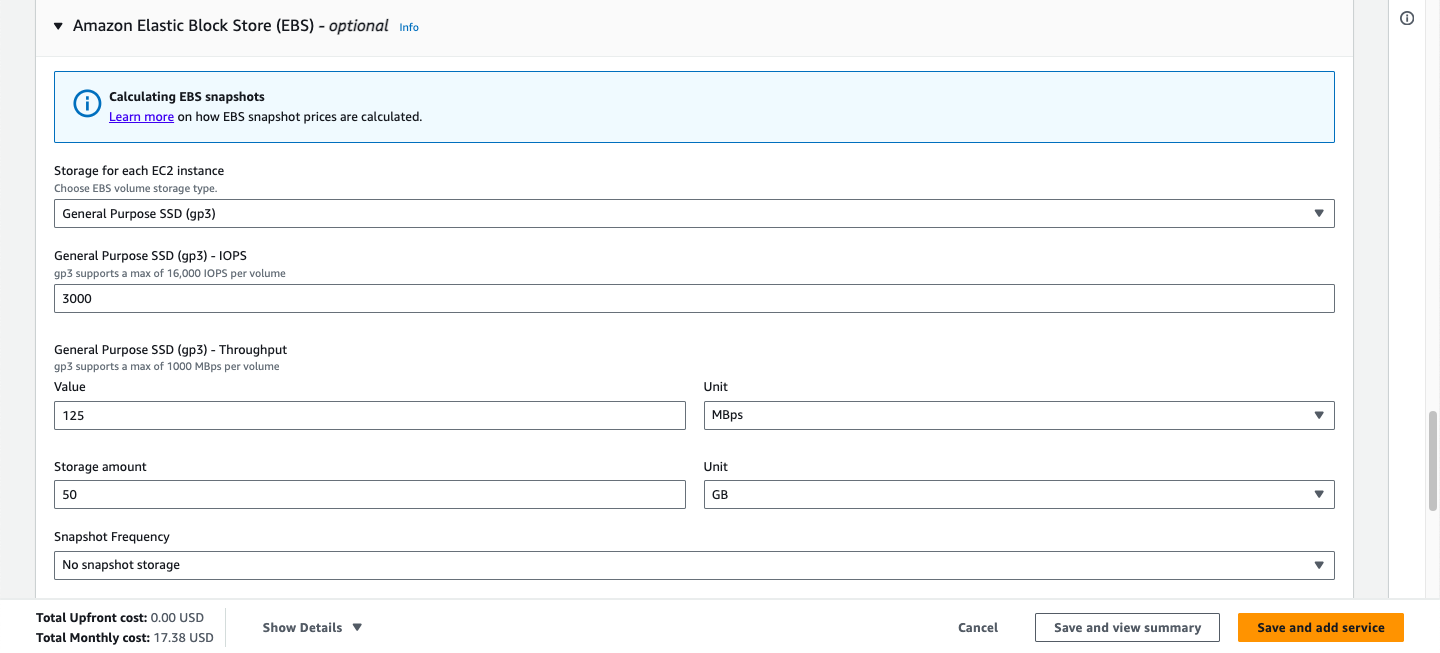 Amazon Elastic Block Store (EBS) - optional Info
Calculating EBS snapshots
Learn more on how EBS snapshot prices are calculated.
Storage for each EC2 instance
Choose EBS volume storage type.
General Purpose SSD (gp3)
General Purpose SSD (gp3) - IOPS
gp3 supports a max of 16,000 IOPS per volume
3000
General Purpose SSD (gp3) - Throughput
gp3 supports a max of 1000 MBps per volume
Value Unit
125 MBps
Storage amount Unit
50 GB
Snapshot Frequency
No snapshot storage
Total Upfront cost: 0.00 USD
Total Monthly cost: 17.38 USD
Show Details Cancel Save and view summary Save and add service